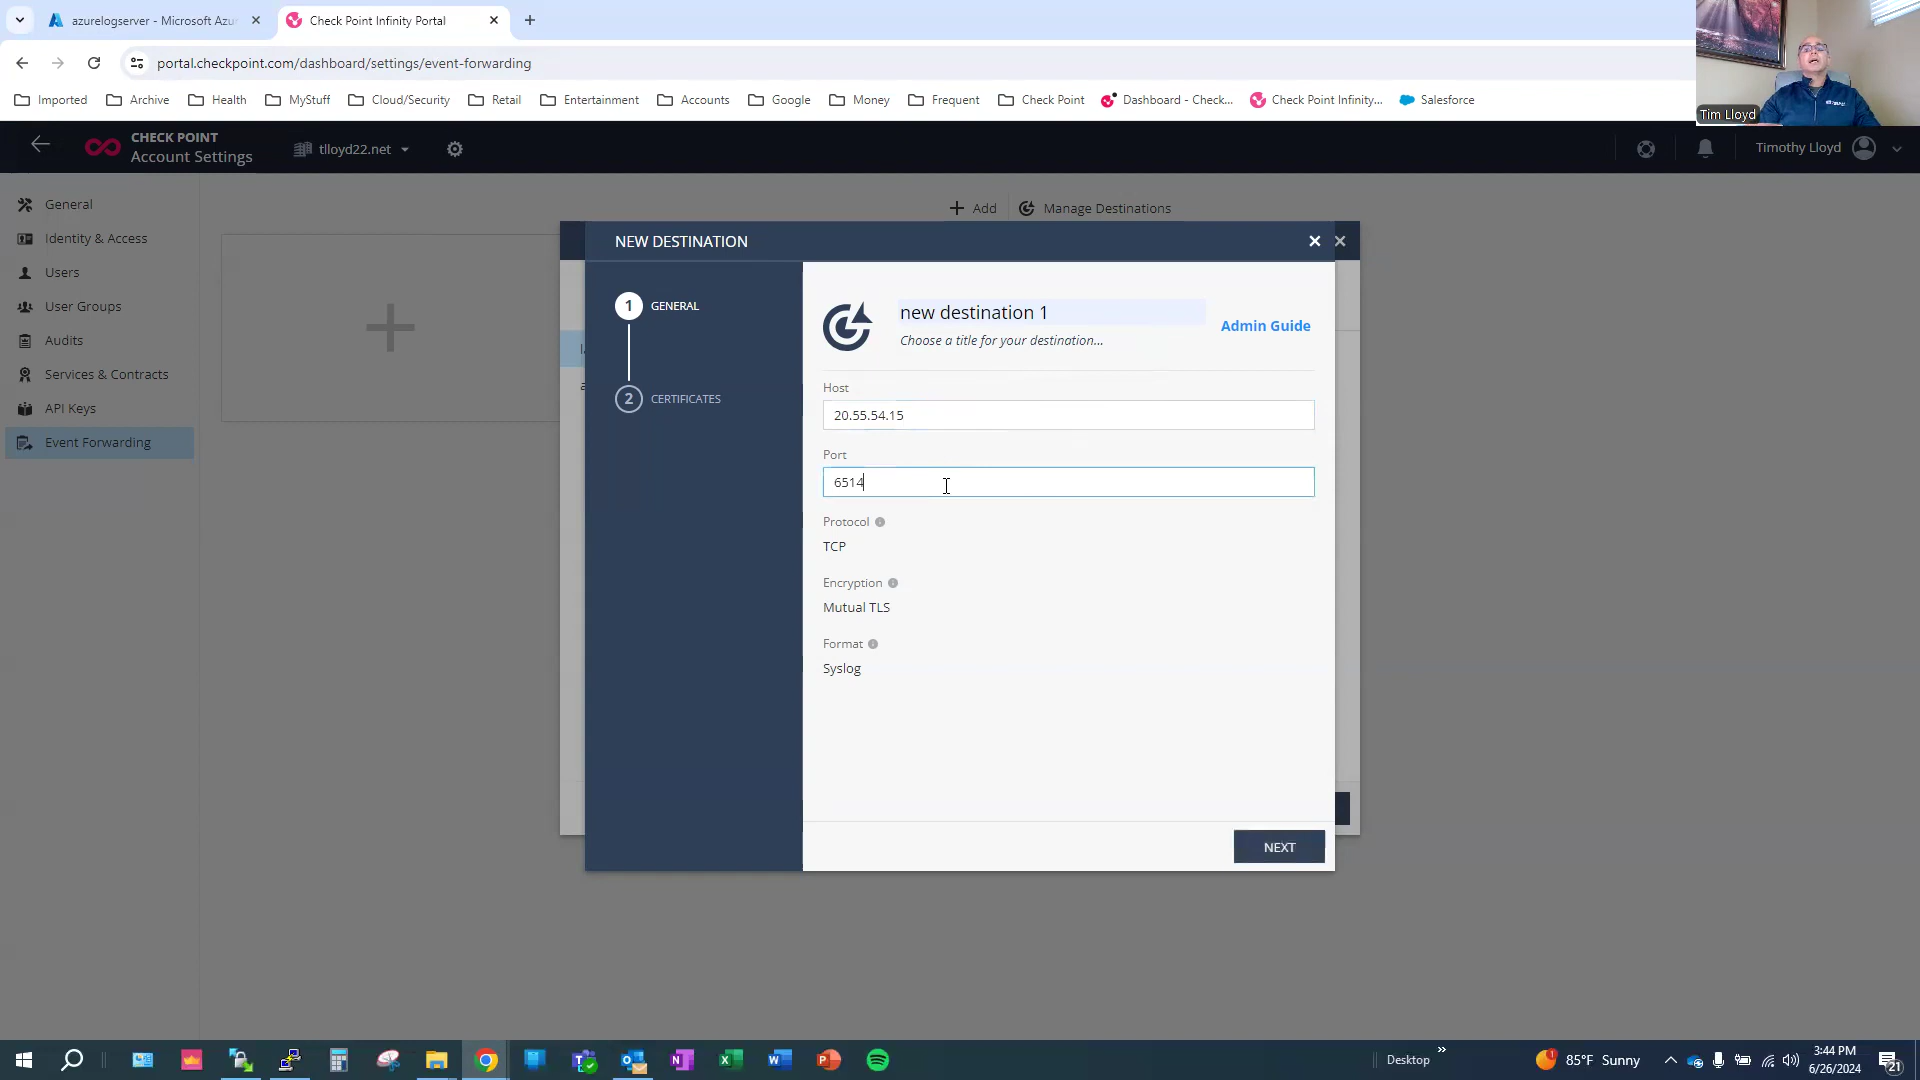 azurelogserver - Microsoft Azu
Check Point Infinity Portal
portal.checkpoint.com/dashboard/settings/event-forwarding
Imported
Archive
Health
MyStuff
Cloud/Security
Retail
Entertainment
Accounts
Google
Money
Frequent
Check Point
Dashboard - Check...
Check Point Infinity...
Salesforce
Tim Lloyd
CHECK POINT
Account Settings
tlloyd22.net
Timothy Lloyd
General
Identity & Access
Users
User Groups
Audits
Services & Contracts
API Keys
Event Forwarding
Add
Manage Destinations
NEW DESTINATION
1 GENERAL
2 CERTIFICATES
new destination 1
Choose a title for your destination...
Admin Guide
Host
20.55.54.15
Port
6514
Protocol
TCP
Encryption
Mutual TLS
Format
Syslog
NEXT
Desktop
85°F Sunny
3:44 PM
6/26/2024
21